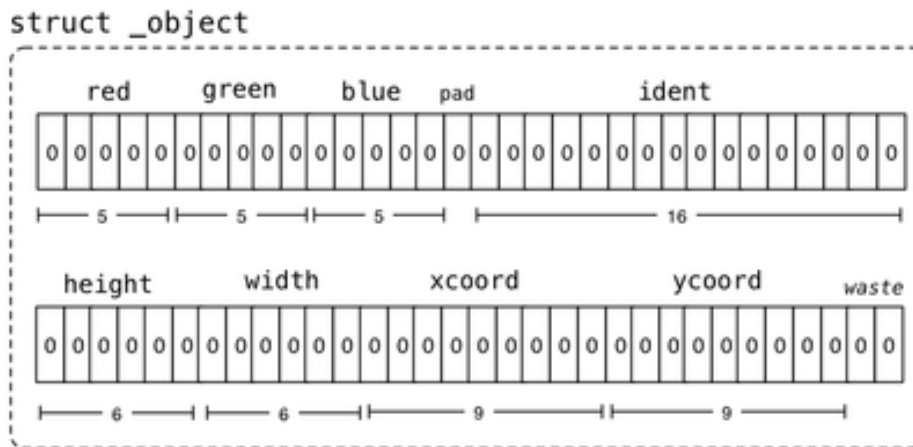 struct _object
red green blue pad ident
0 0 0 0 0 0 0 0 0 0 0 0 0 0 0 0 0 0 0 0 0 0 0 0 0 0 0 0 0 0 0 0
5 5 5 16
height width xcoord ycoord waste
0 0 0 0 0 0 0 0 0 0 0 0 0 0 0 0 0 0 0 0 0 0 0 0 0 0 0 0 0 0 0 0
6 6 9 9